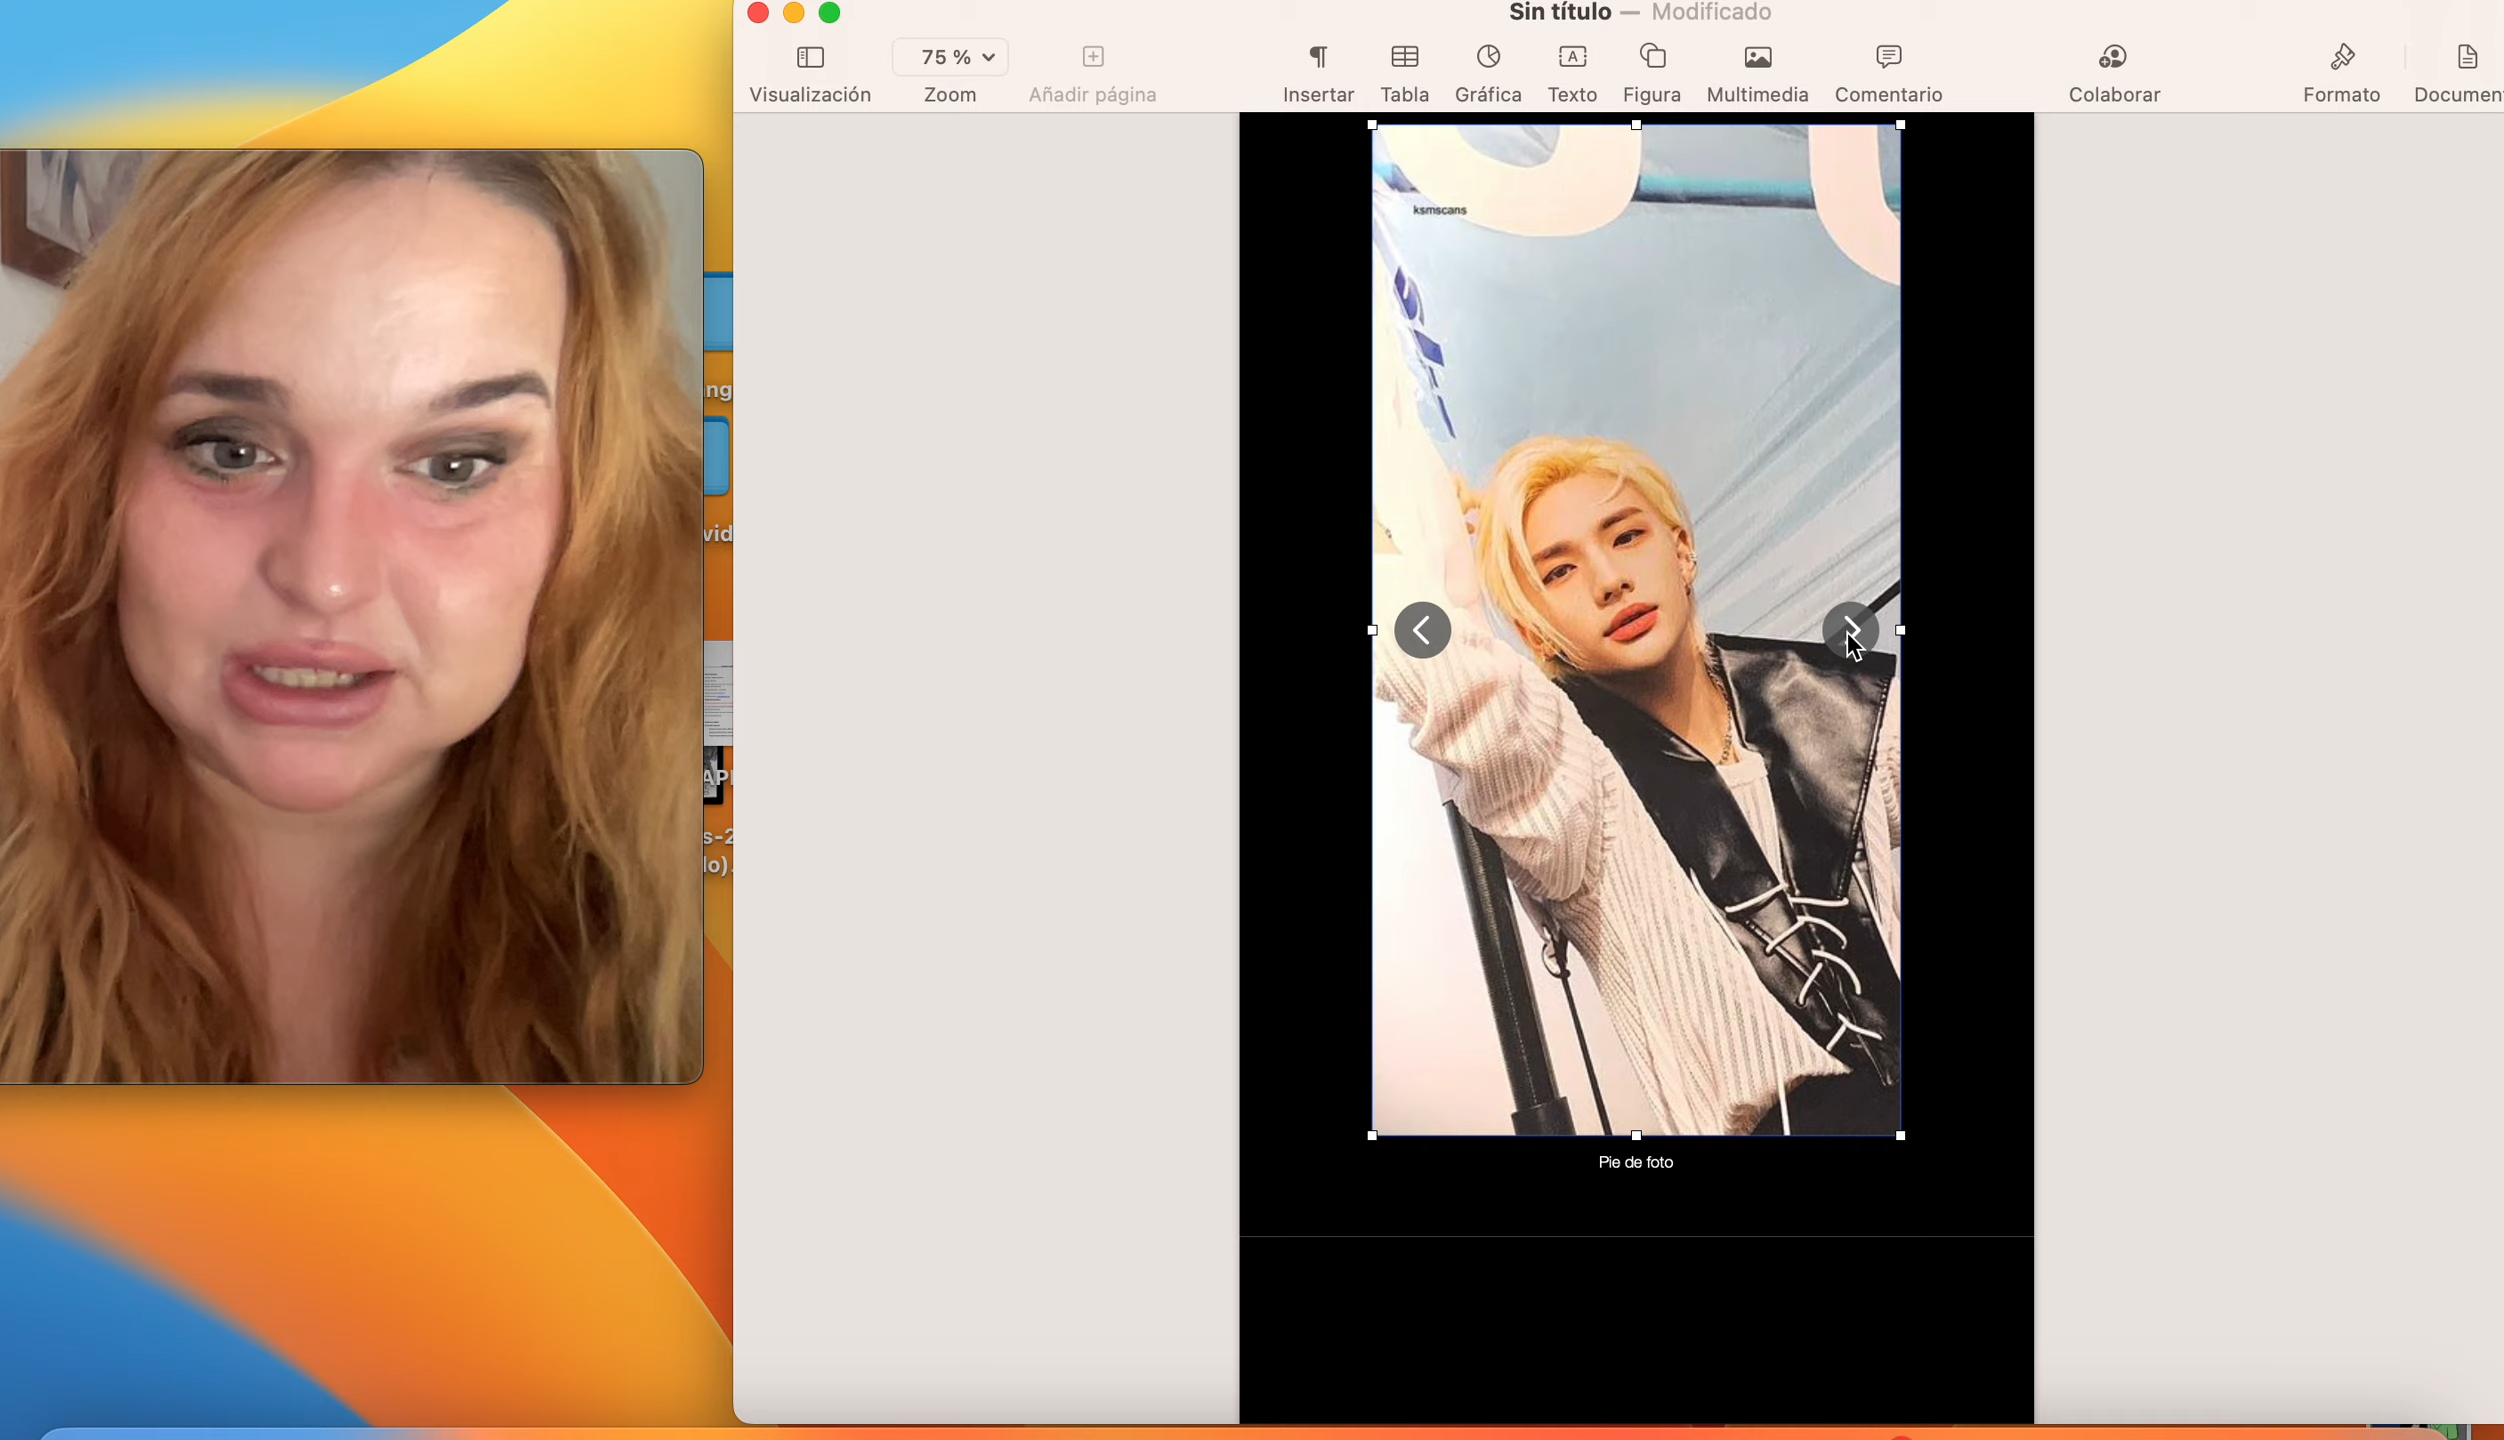 Sin título — Modificado
75 %
Visualización
Zoom
Añadir página
Insertar
Tabla
Gráfica
Texto
Figura
Multimedia
Comentario
Colaborar
Formato
ksmscans
Pie de foto